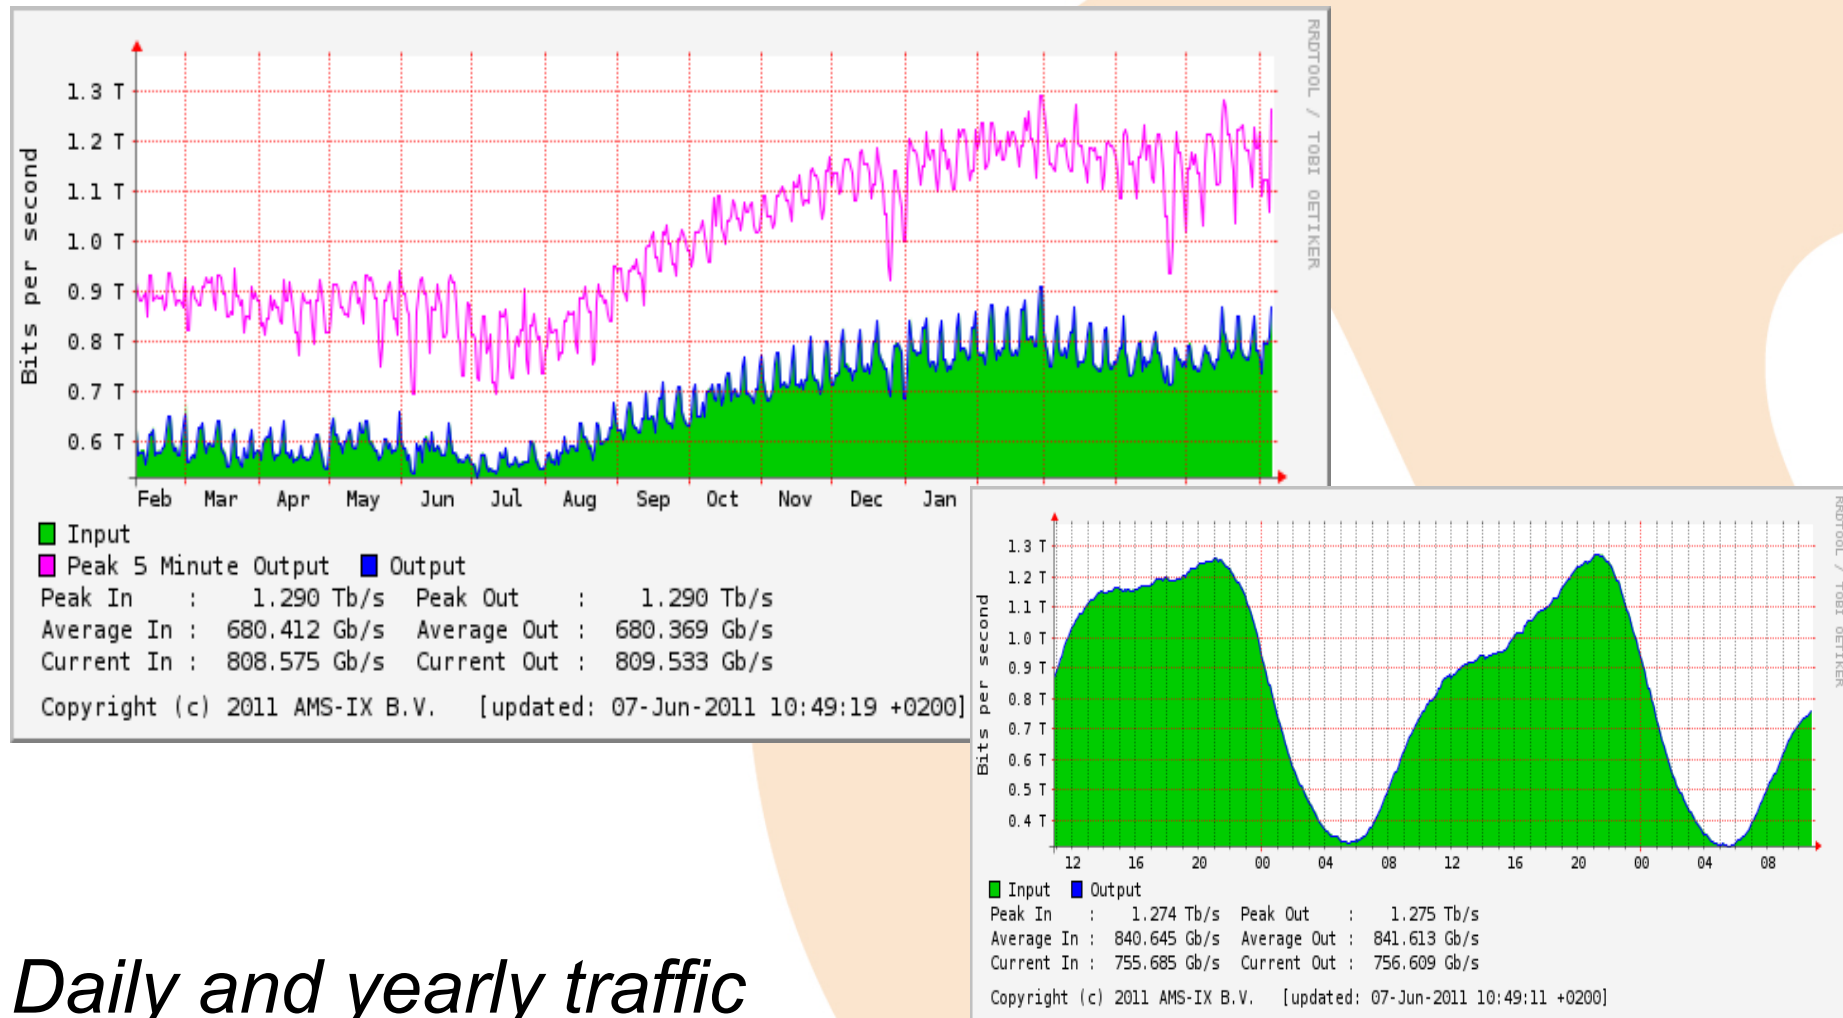 RRDTOOL / TOBI OETIKER
Bits per second
1.3 T
1.2 T
1.1 T
1.0 T
0.9 T
0.8 T
0.7 T
0.6 T
Feb Mar Apr May Jun Jul Aug Sep Oct Nov Dec Jan
Input
Peak 5 Minute Output Output
Peak In : 1.290 Tb/s Peak Out : 1.290 Tb/s
Average In : 680.412 Gb/s Average Out : 680.369 Gb/s
Current In : 808.575 Gb/s Current Out : 809.533 Gb/s
Copyright (c) 2011 AMS-IX B.V. [updated: 07-Jun-2011 10:49:19 +0200]
RRDTOOL / TOBI OETIKER
Bits per second
1.3 T
1.2 T
1.1 T
1.0 T
0.9 T
0.8 T
0.7 T
0.6 T
0.5 T
0.4 T
12 16 20 00 04 08 12 16 20 00 04 08
Input Output
Peak In : 1.274 Tb/s Peak Out : 1.275 Tb/s
Average In : 840.645 Gb/s Average Out : 841.613 Gb/s
Current In : 755.685 Gb/s Current Out : 756.609 Gb/s
Copyright (c) 2011 AMS-IX B.V. [updated: 07-Jun-2011 10:49:11 +0200]
Daily and yearly traffic